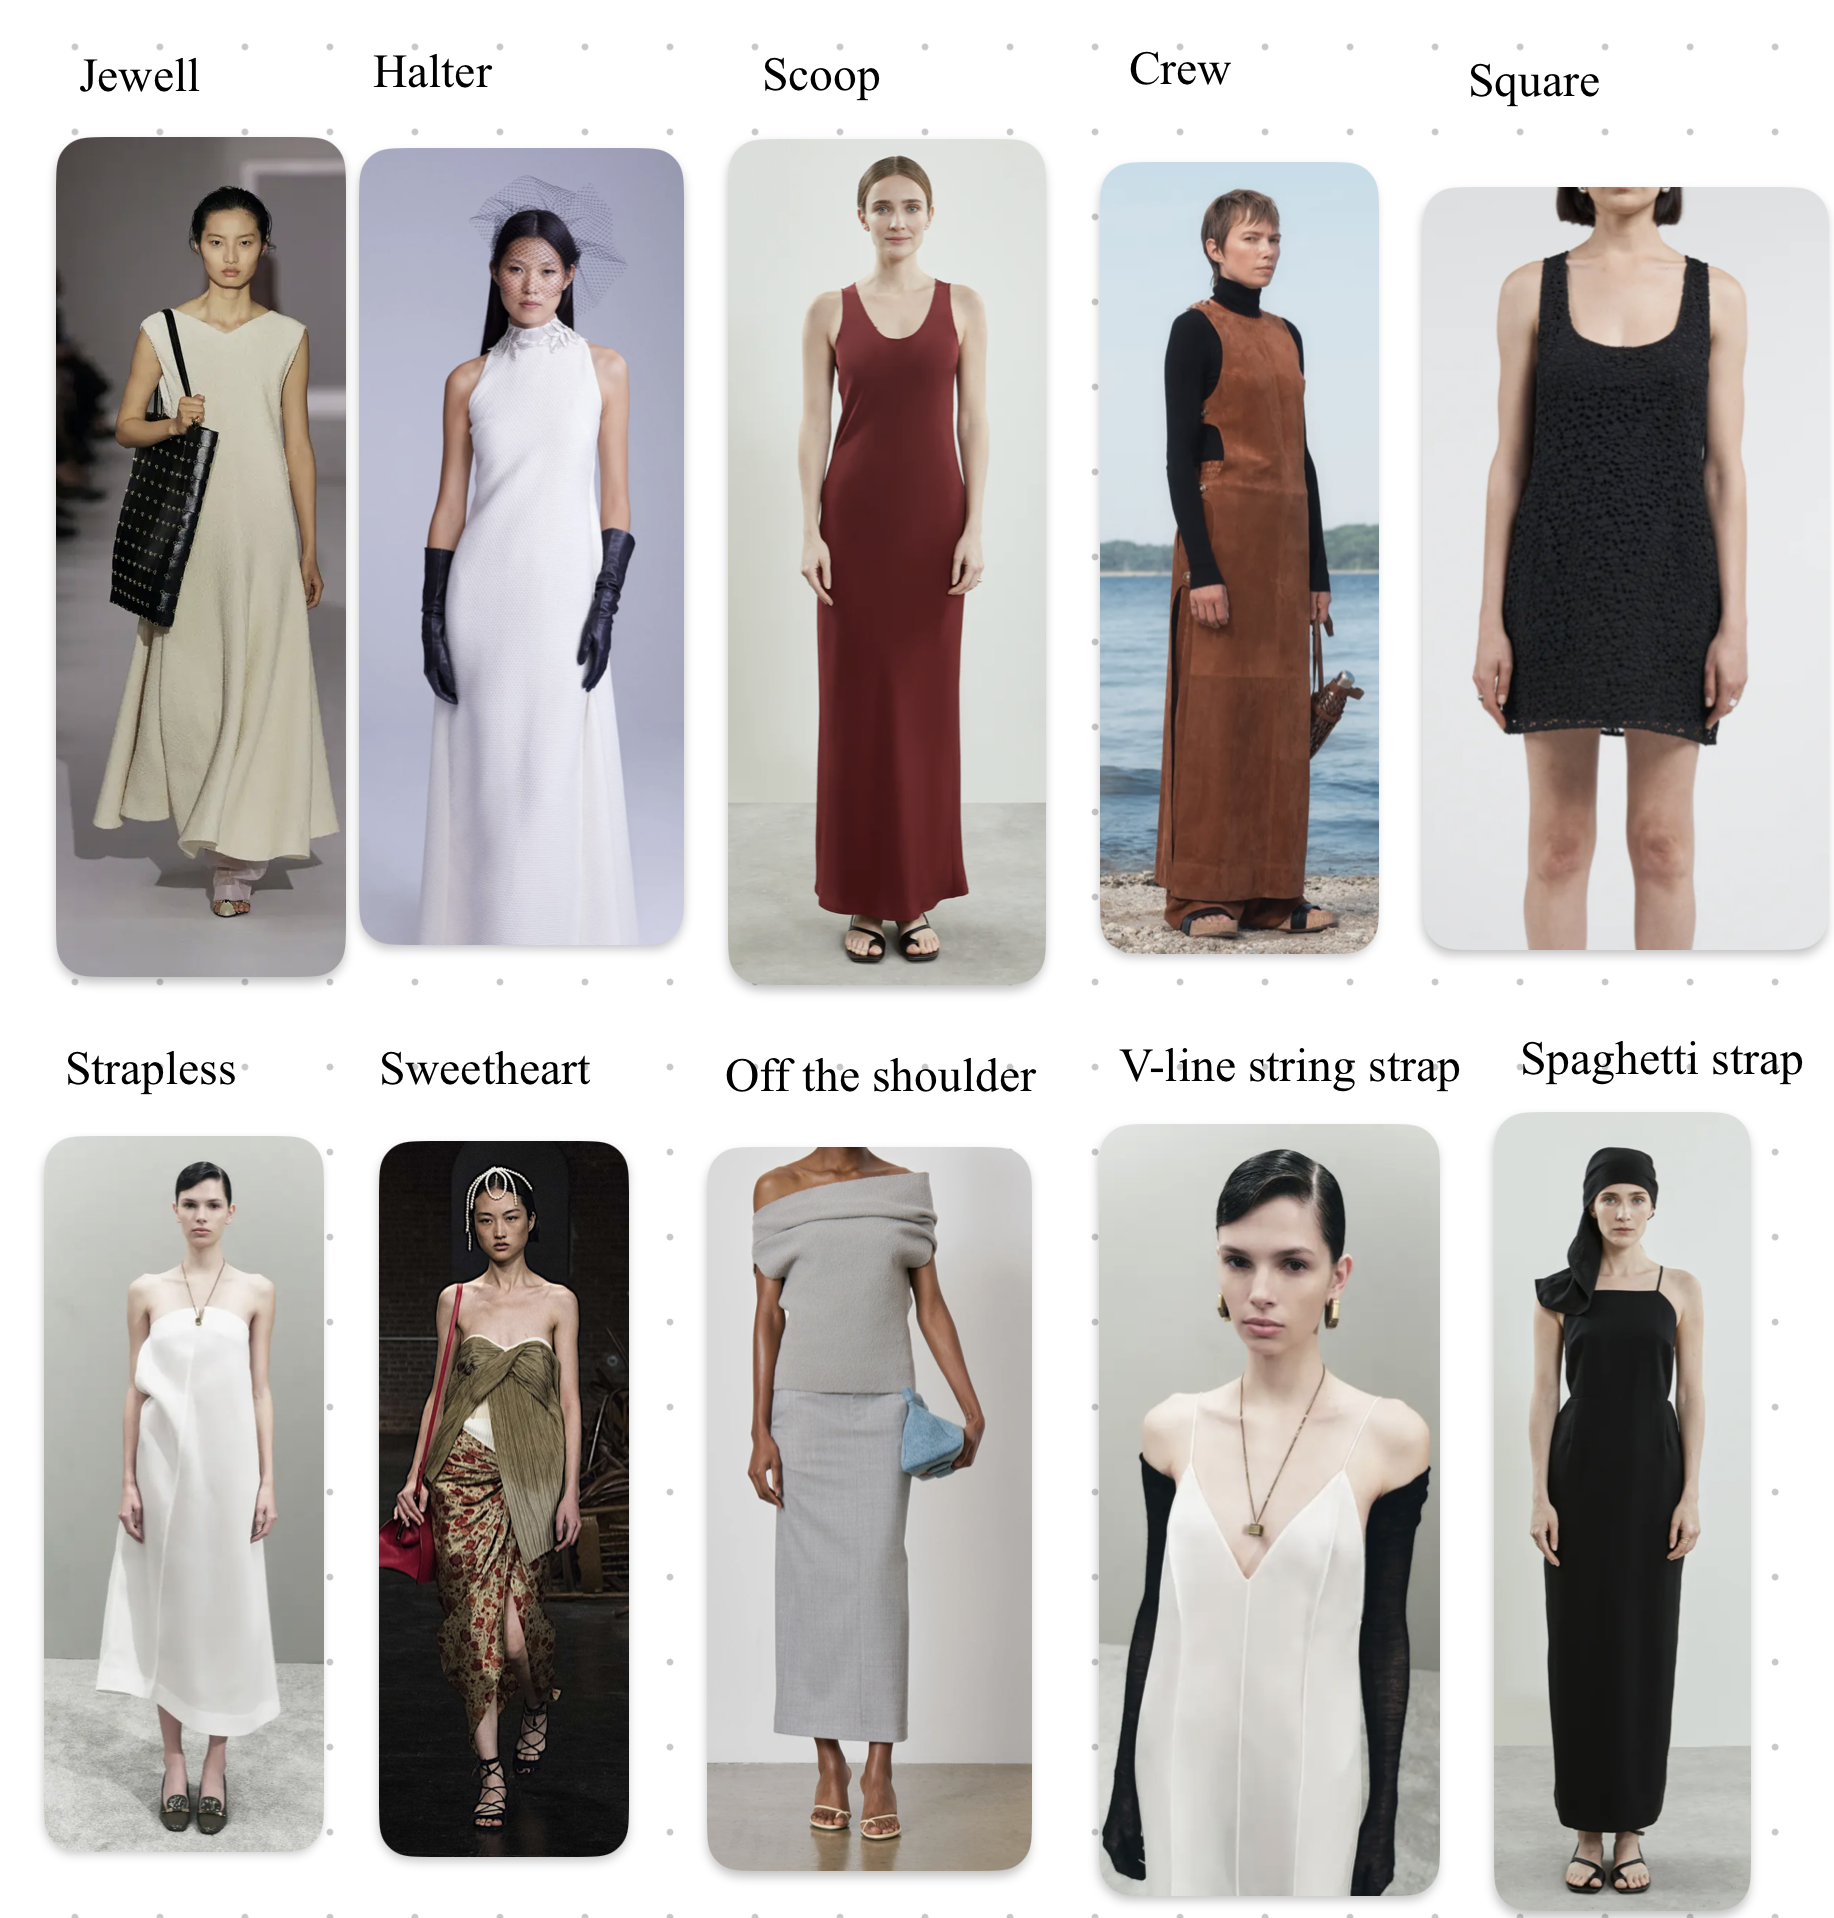 Jewell
Halter
Scoop
Crew
Square
Strapless
Sweetheart
Off the shoulder
V-line string strap
Spaghetti strap